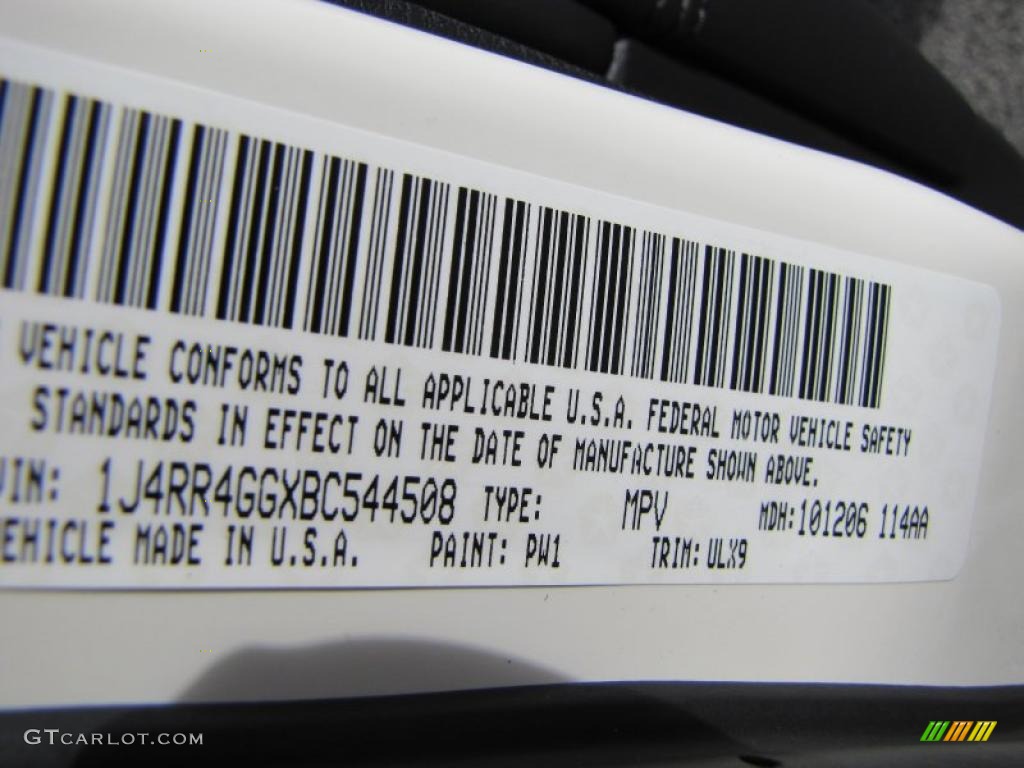 VEHICLE CONFORMS TO ALL APPLICABLE U.S.A. FEDERAL MOTOR VEHICLE SAFETY
STANDARDS IN EFFECT ON THE DATE OF MANUFACTURE SHOWN ABOVE.
VIN: 1J4RR4GGXBC544508 TYPE: MPV MDH:101206 114AA
VEHICLE MADE IN U.S.A. PAINT: PW1 TRIM: ULX9
GTCARLOT.COM